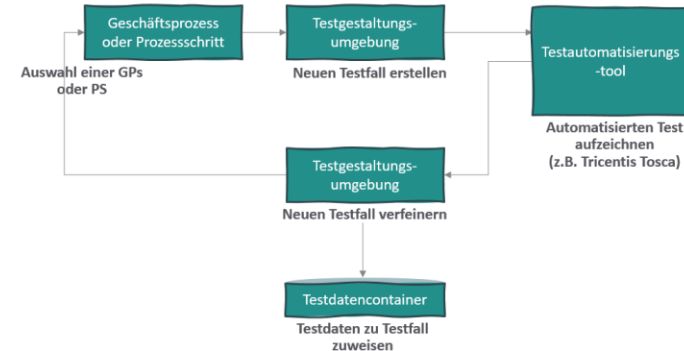 Geschäftsprozess
oder Prozessschritt
Auswahl einer GPs
oder PS
Testgestaltungs-
umgebung
Neuen Testfall erstellen
Testautomatisierungs
-tool
Automatisierten Test
aufzeichnen
(z.B. Tricentis Tosca)
Testgestaltungs-
umgebung
Neuen Testfall verfeinern
Testdatencontainer
Testdaten zu Testfall
zuweisen